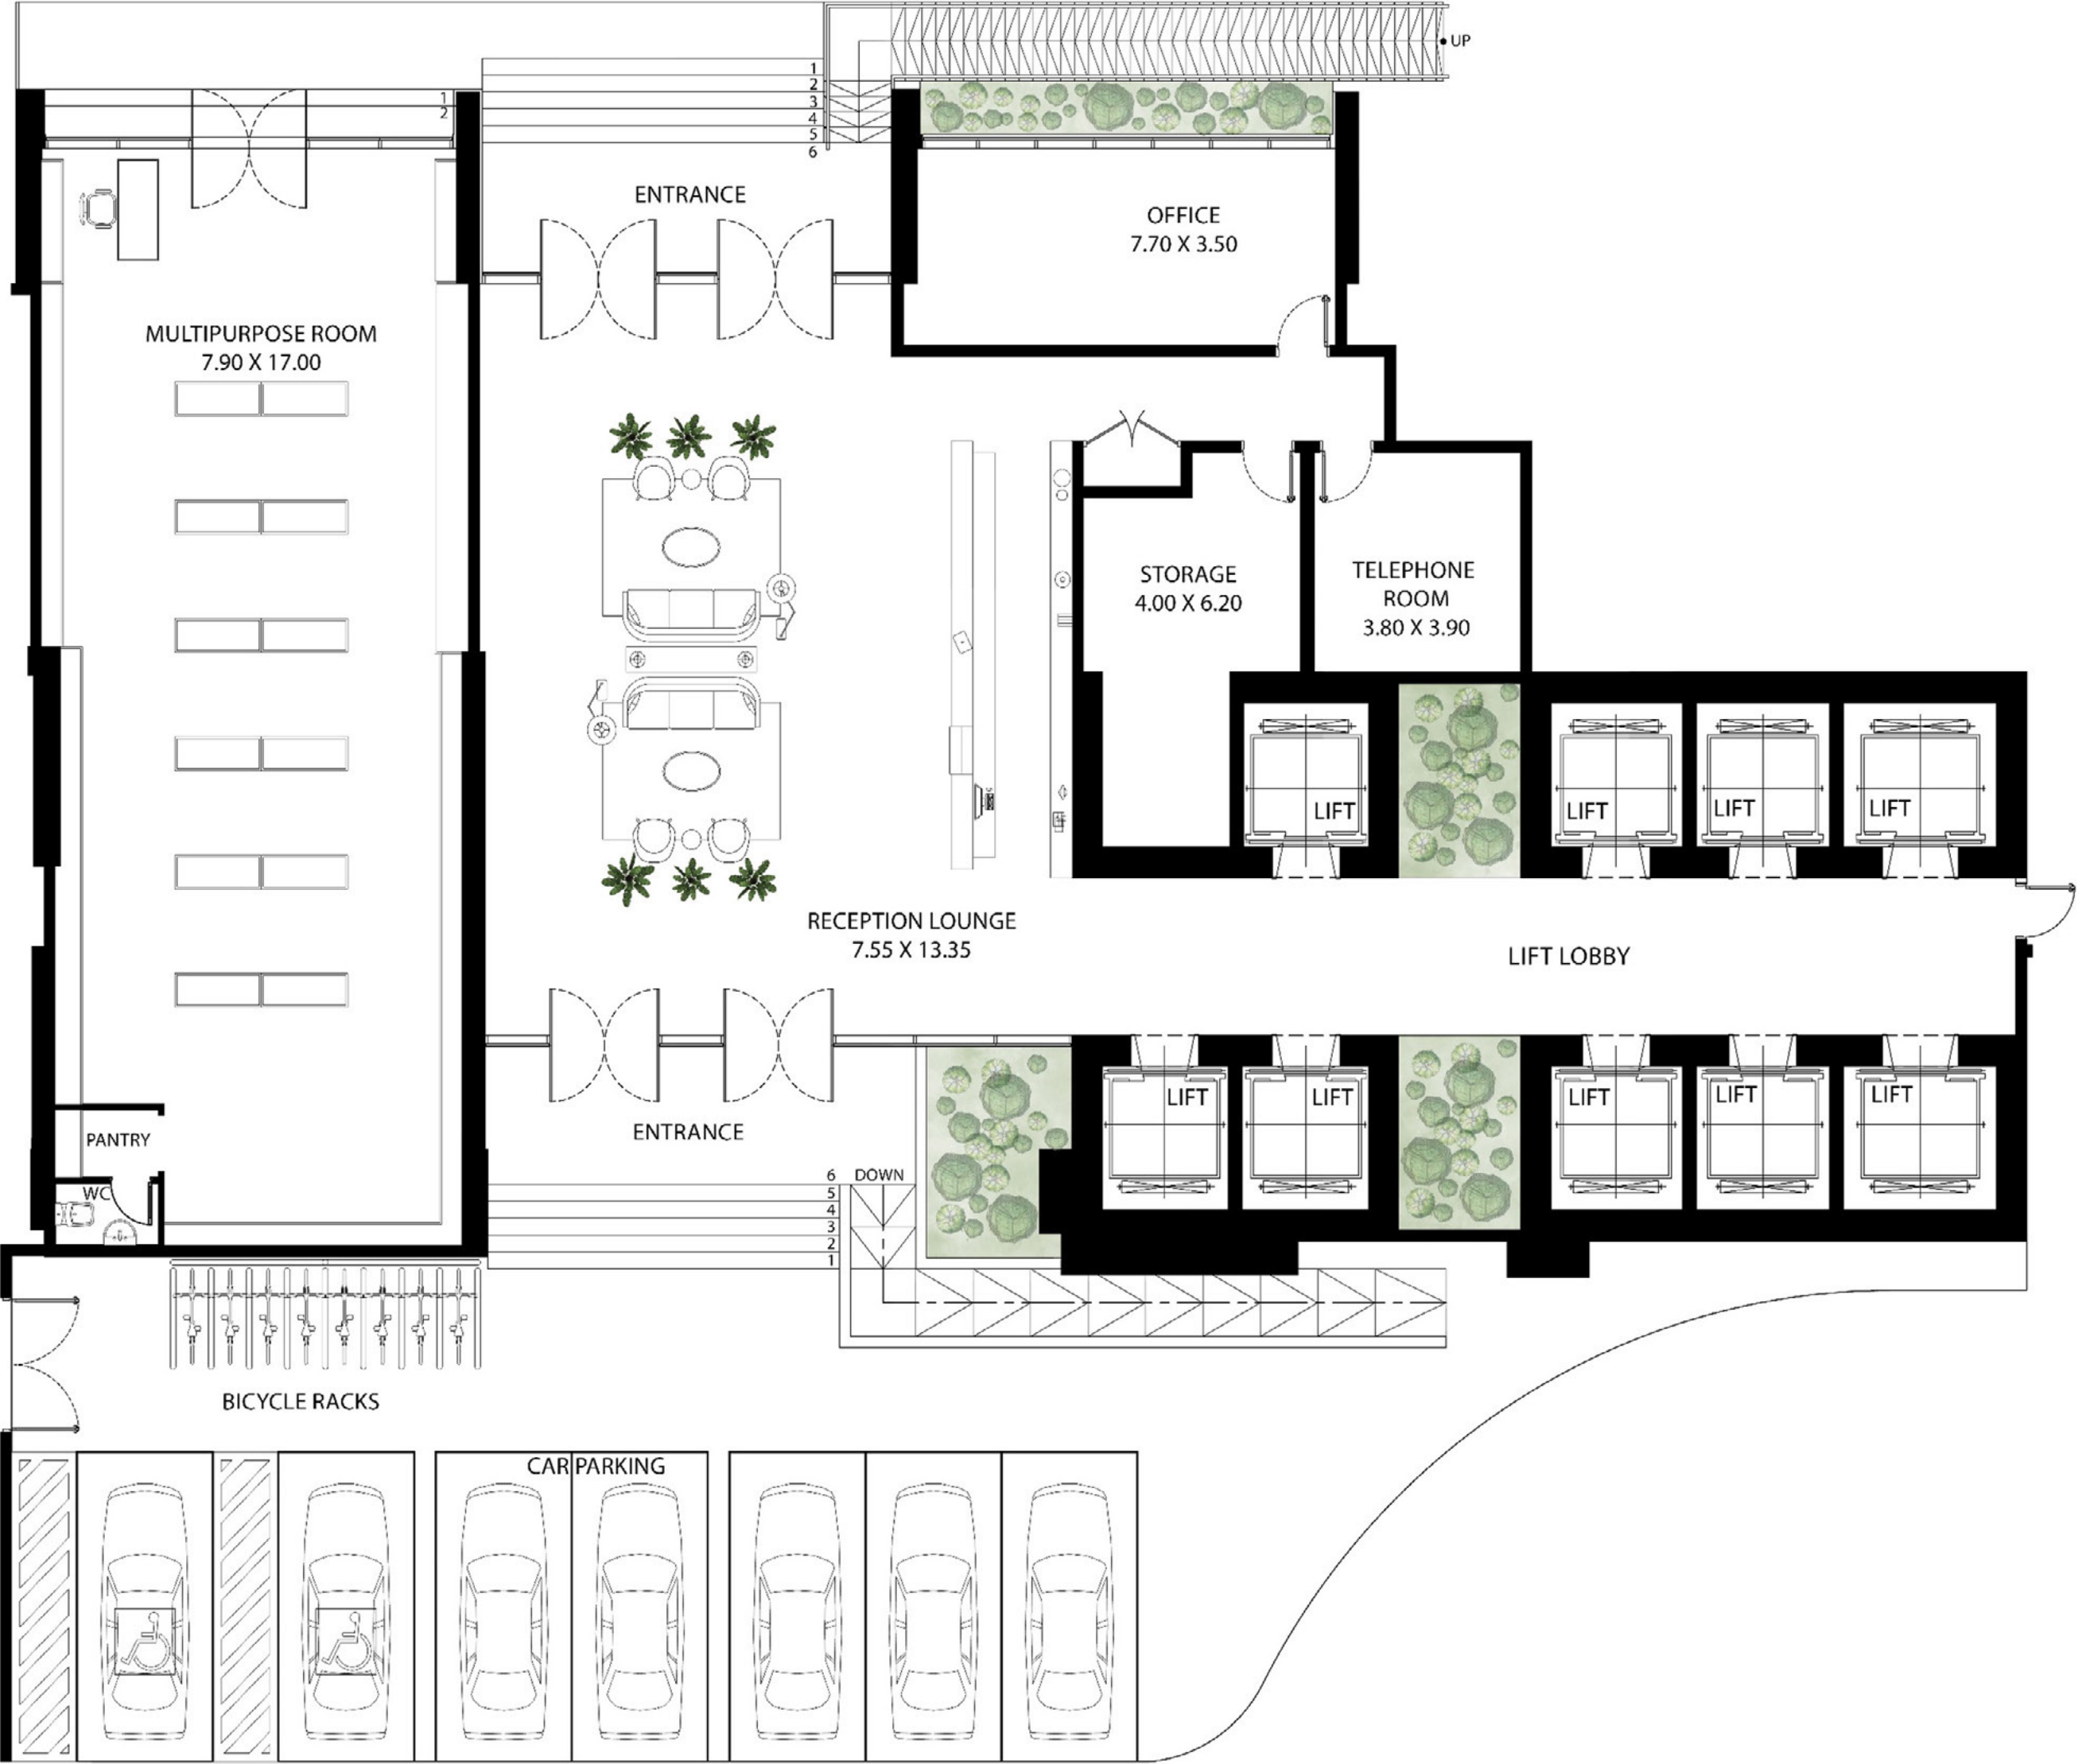 UP
1
2
3
4
5
6
1
2
ENTRANCE
OFFICE
7.70 X 3.50
MULTIPURPOSE ROOM
7.90 X 17.00
STORAGE
4.00 X 6.20
TELEPHONE
ROOM
3.80 X 3.90
LIFT
LIFT
LIFT
LIFT
RECEPTION LOUNGE
7.55 X 13.35
LIFT LOBBY
LIFT
LIFT
LIFT
LIFT
LIFT
ENTRANCE
PANTRY
WC
DOWN
6
5
4
3
2
1
BICYCLE RACKS
CAR PARKING